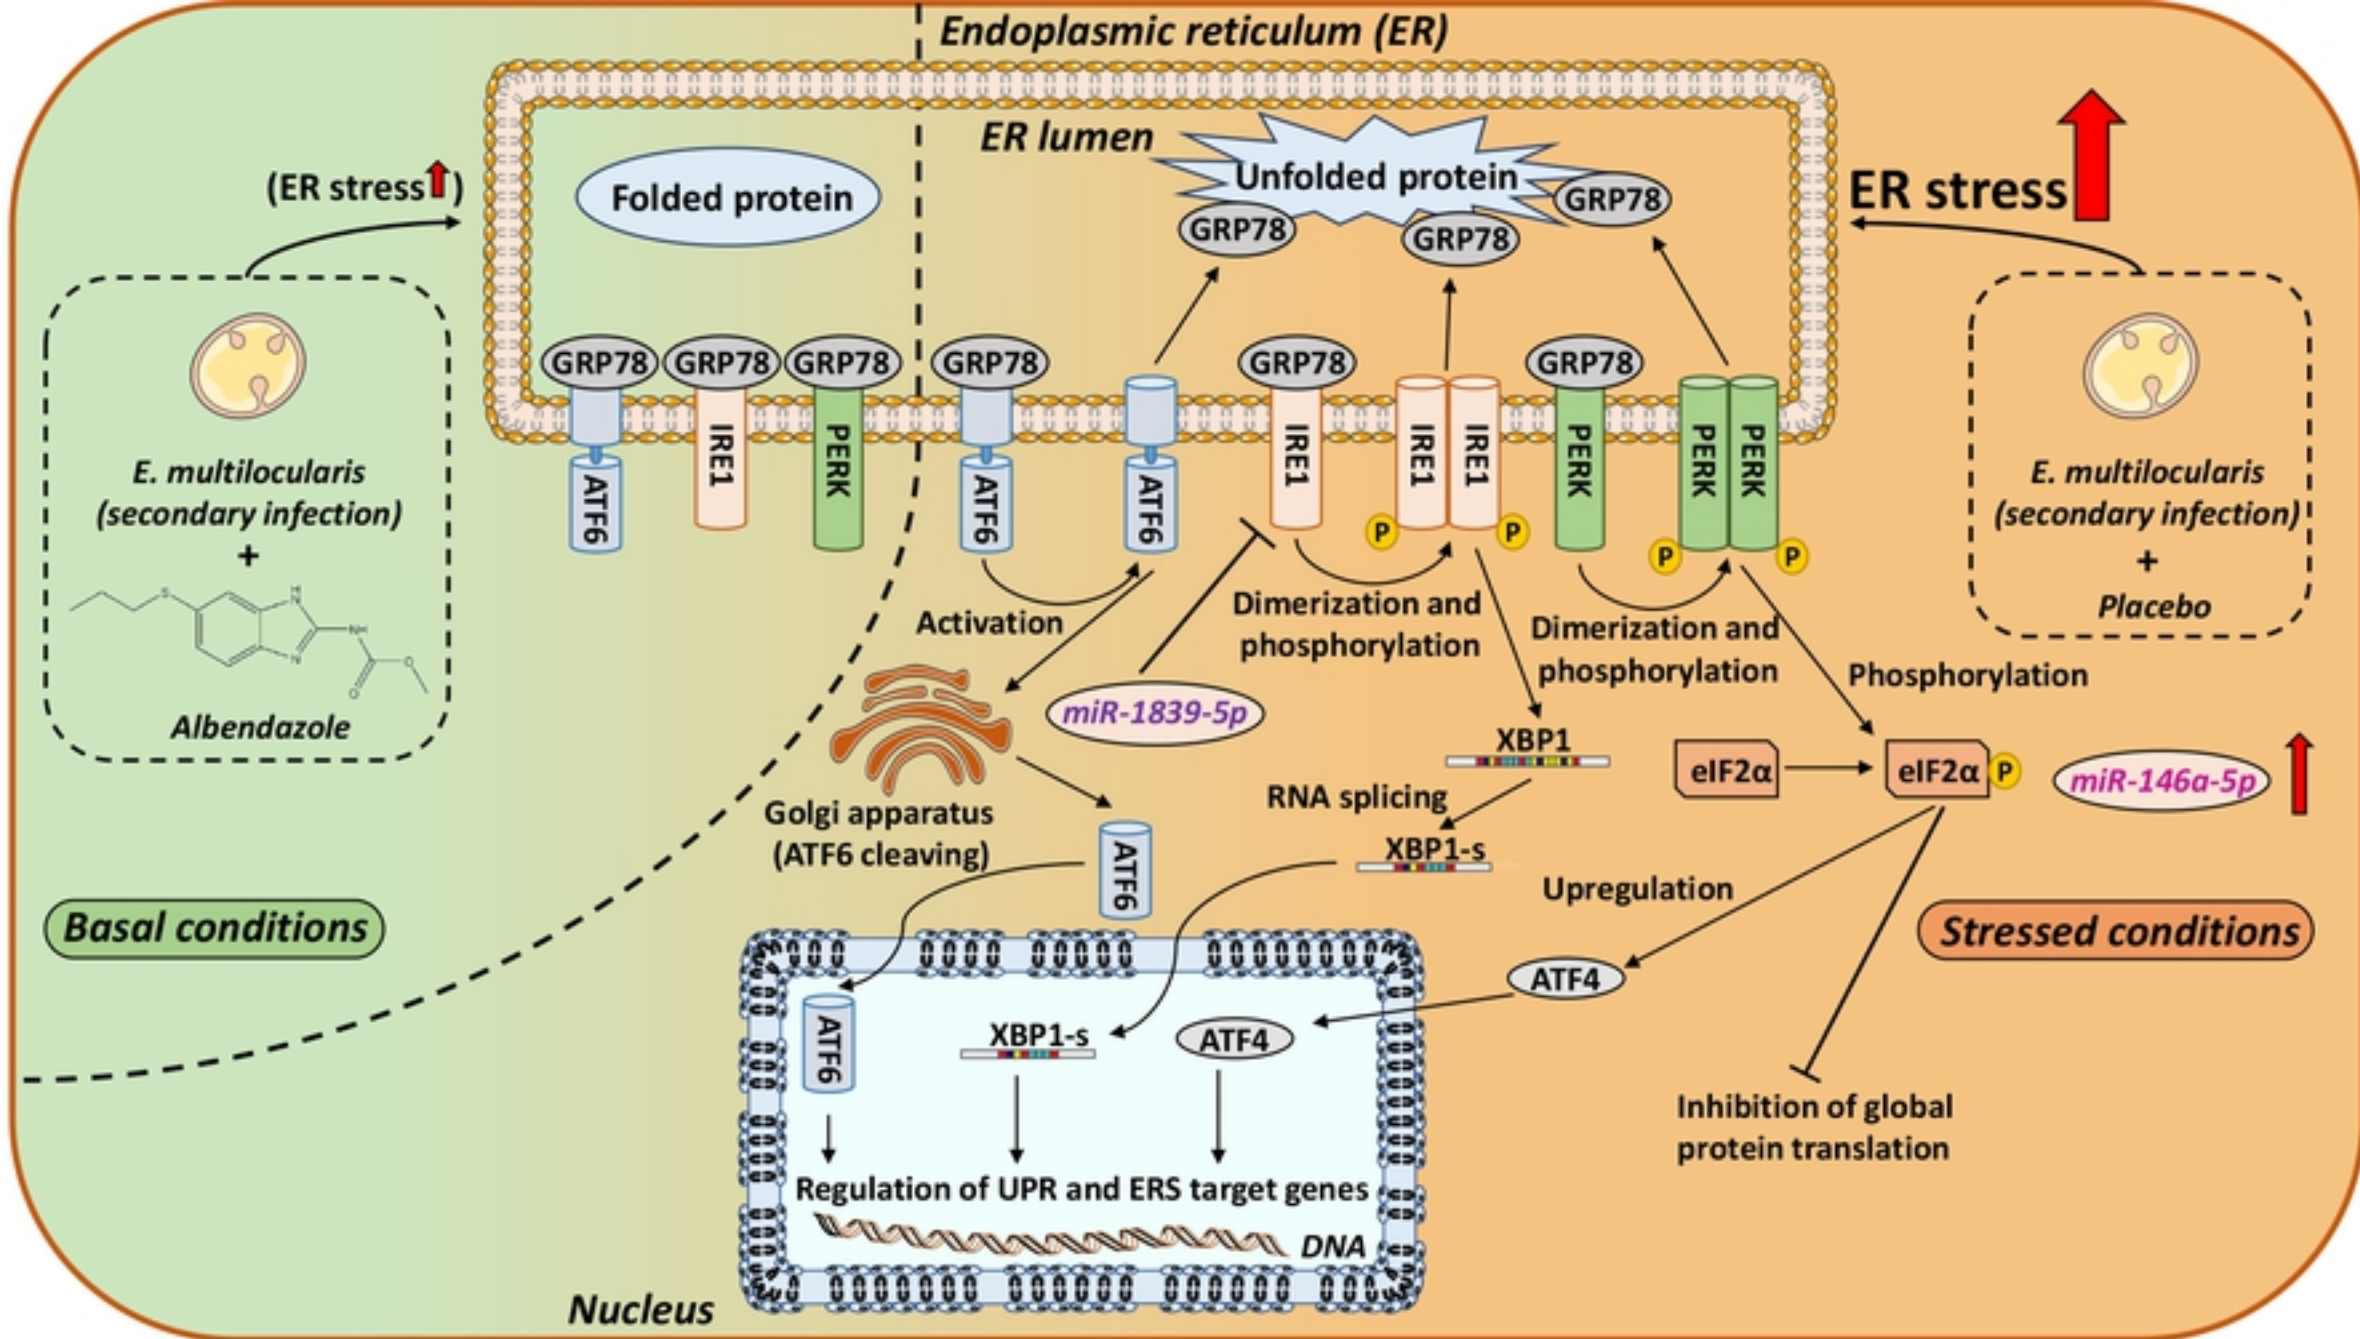 Endoplasmic reticulum (ER)
ER lumen
(ER stress)
Folded protein
Unfolded protein
GRP78
GRP78
GRP78
ER stress
GRP78
GRP78
GRP78
GRP78
GRP78
GRP78
ATF6
IRE1
PERK
ATF6
ATF6
IRE1
IRE1
IRE1
PERK
PERK
PERK
P
P
P
P
E. multilocularis
(secondary infection)
+
S
H
N
N
NH
O
O
Albendazole
E. multilocularis
(secondary infection)
+
Placebo
Activation
Dimerization and
phosphorylation
Dimerization and
phosphorylation
Phosphorylation
miR-1839-5p
XBP1
eIF2α
eIF2α
P
miR-146a-5p
RNA splicing
Golgi apparatus
(ATF6 cleaving)
ATF6
XBP1-s
Upregulation
Basal conditions
Stressed conditions
ATF4
ATF6
XBP1-s
ATF4
Inhibition of global
protein translation
Regulation of UPR and ERS target genes
DNA
Nucleus